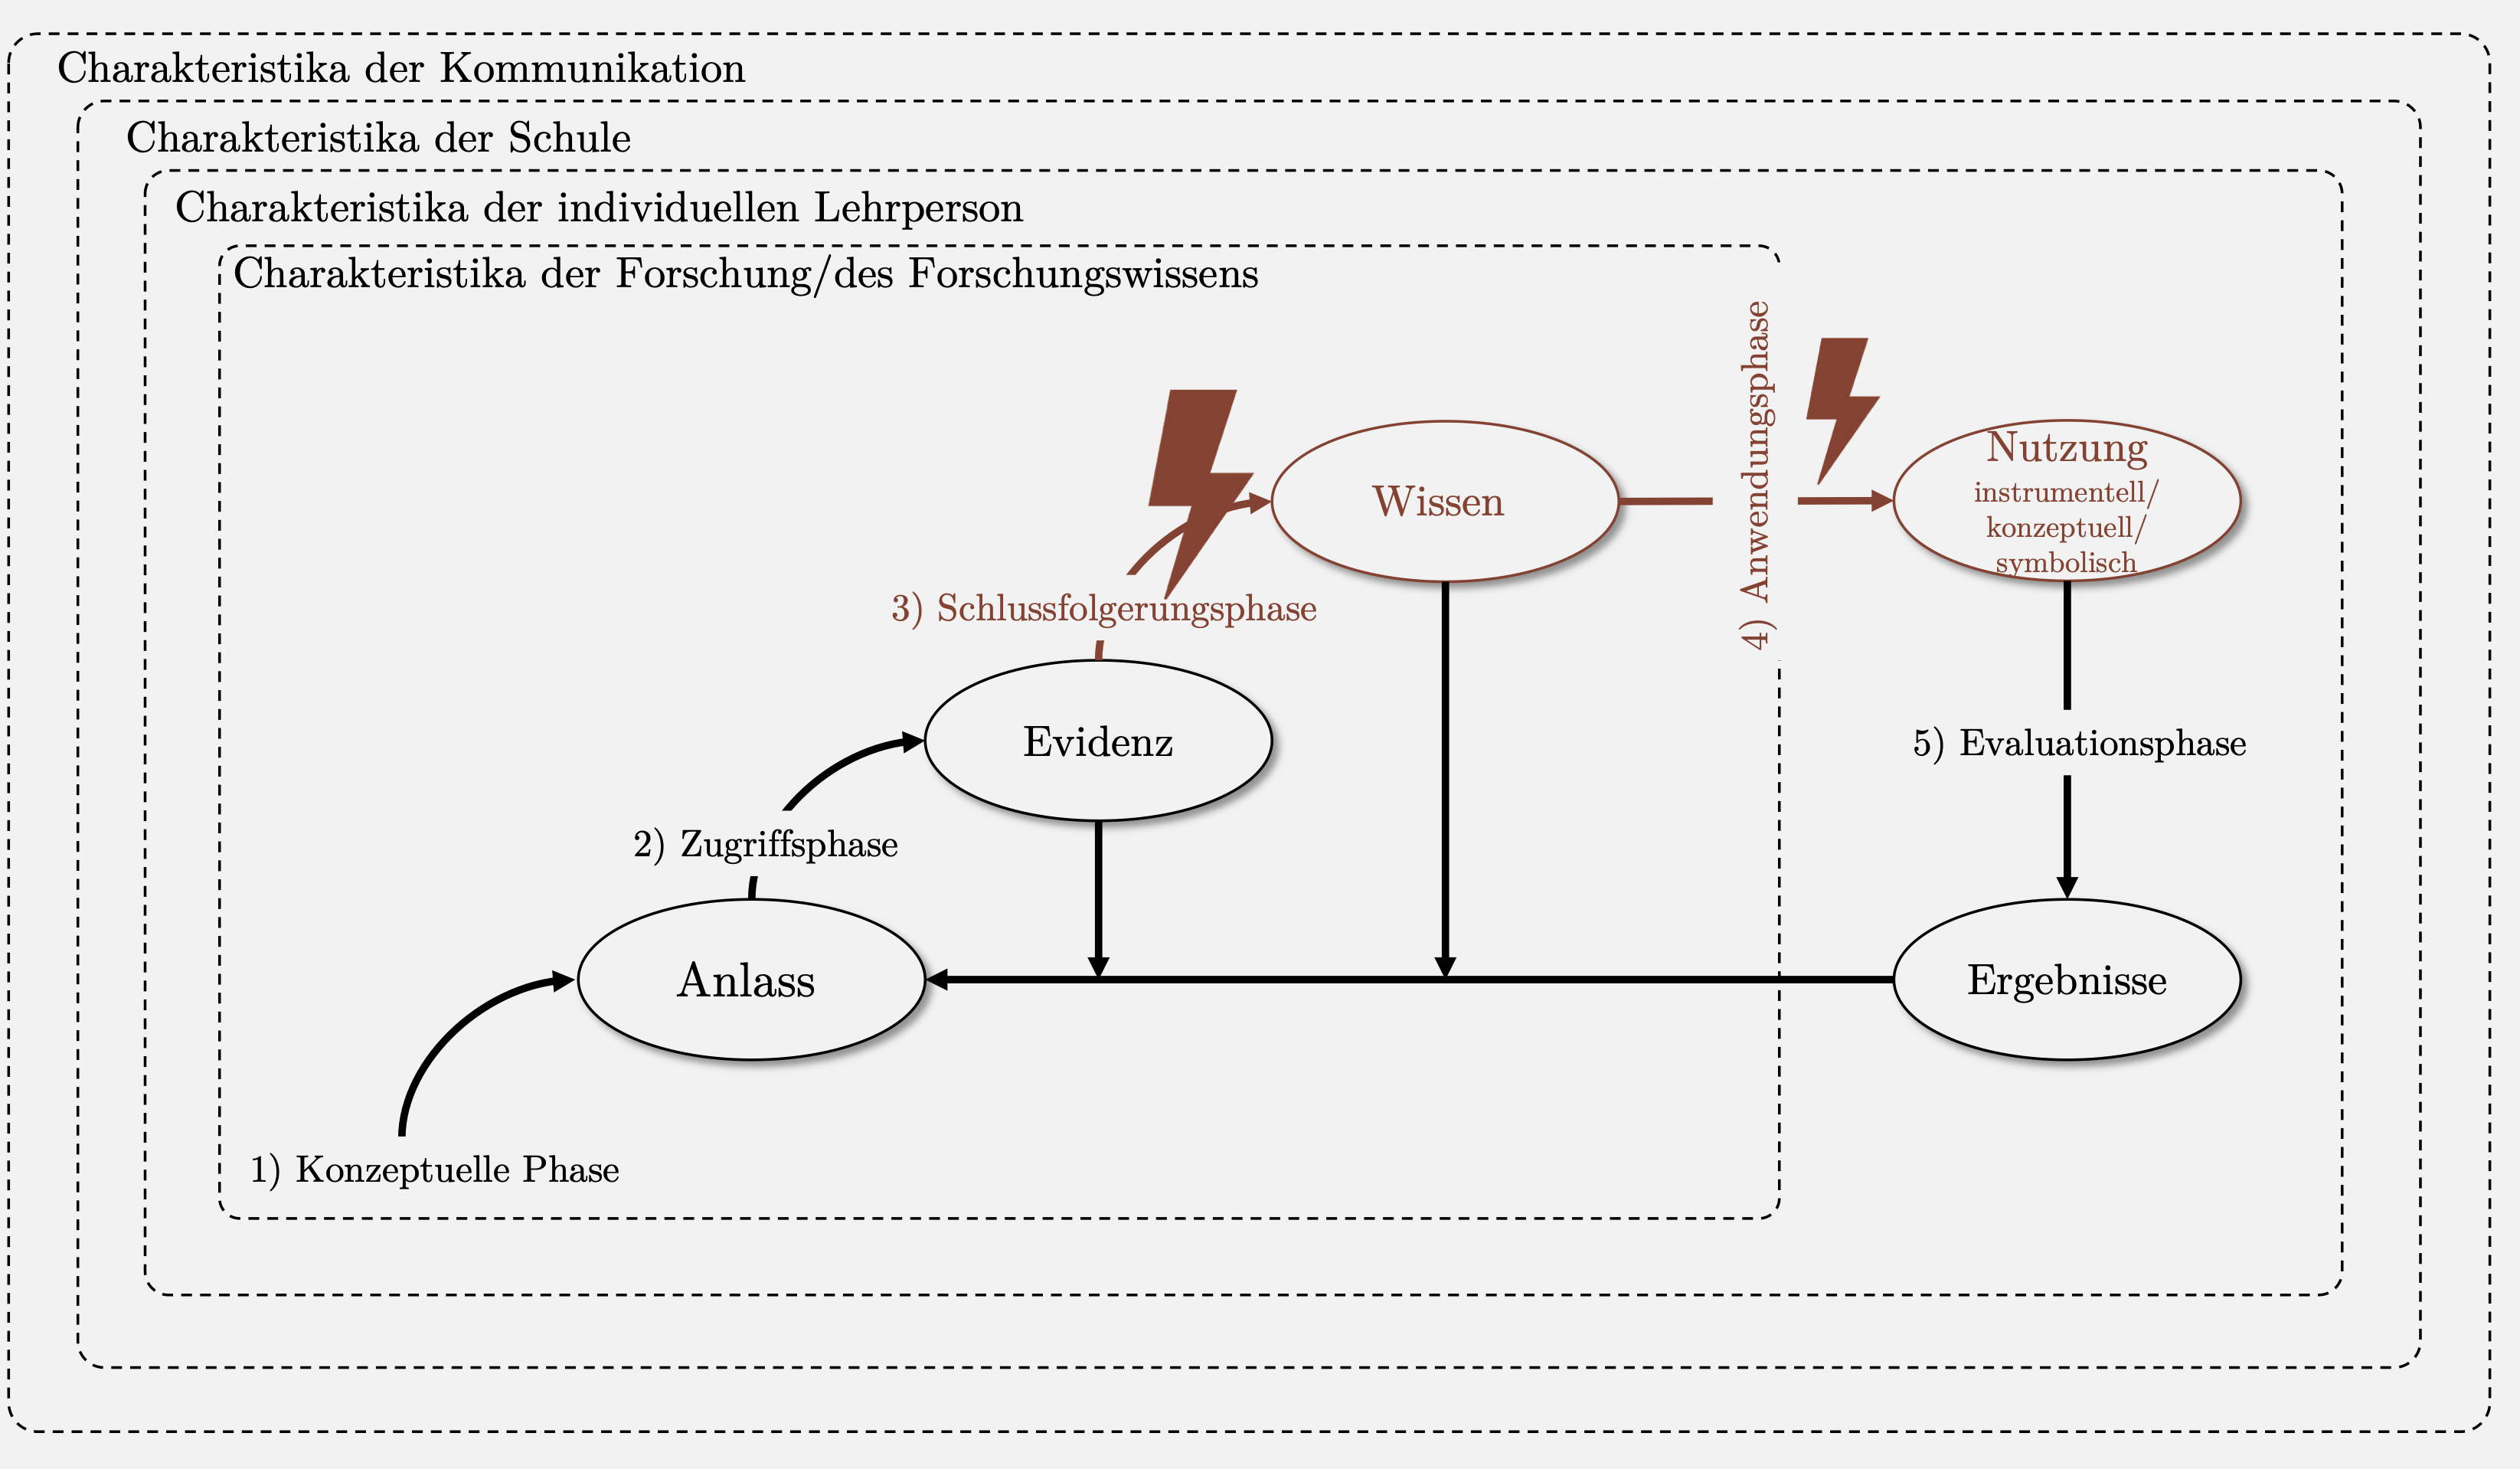 Charakteristika der Kommunikation
Charakteristika der Schule
Charakteristika der individuellen Lehrperson
Charakteristika der Forschung/des Forschungswissens
4) Anwendungsphase
Nutzung
instrumentell/
konzeptuell/
symbolisch
Wissen
3) Schlussfolgerungsphase
Evidenz
5) Evaluationsphase
2) Zugriffsphase
Anlass
Ergebnisse
1) Konzeptuelle Phase